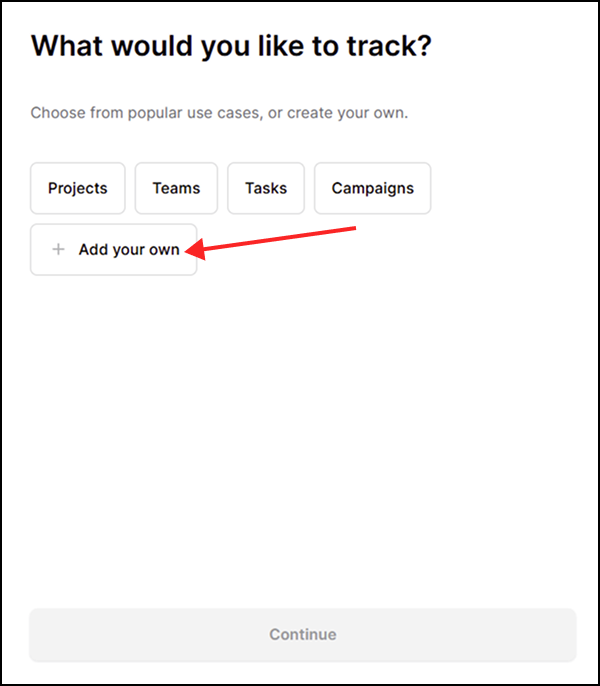 What would you like to track?
Choose from popular use cases, or create your own.
Projects Teams Tasks Campaigns
+ Add your own
Continue